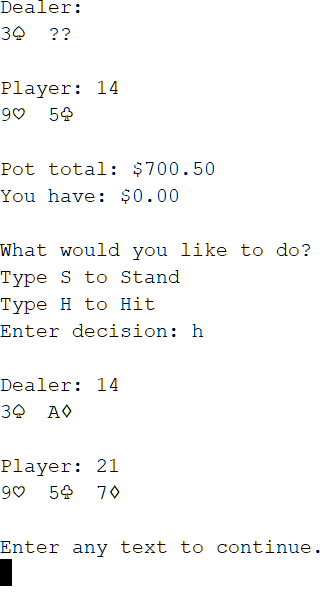 Dealer:
3♤ ??
Player: 14
9♡ 5♧
Pot total: $700.50
You have: $0.00
What would you like to do?
Type S to Stand
Type H to Hit
Enter decision: h
Dealer: 14
3♤ A♢
Player: 21
9♡ 5♧ 7♢
Enter any text to continue.